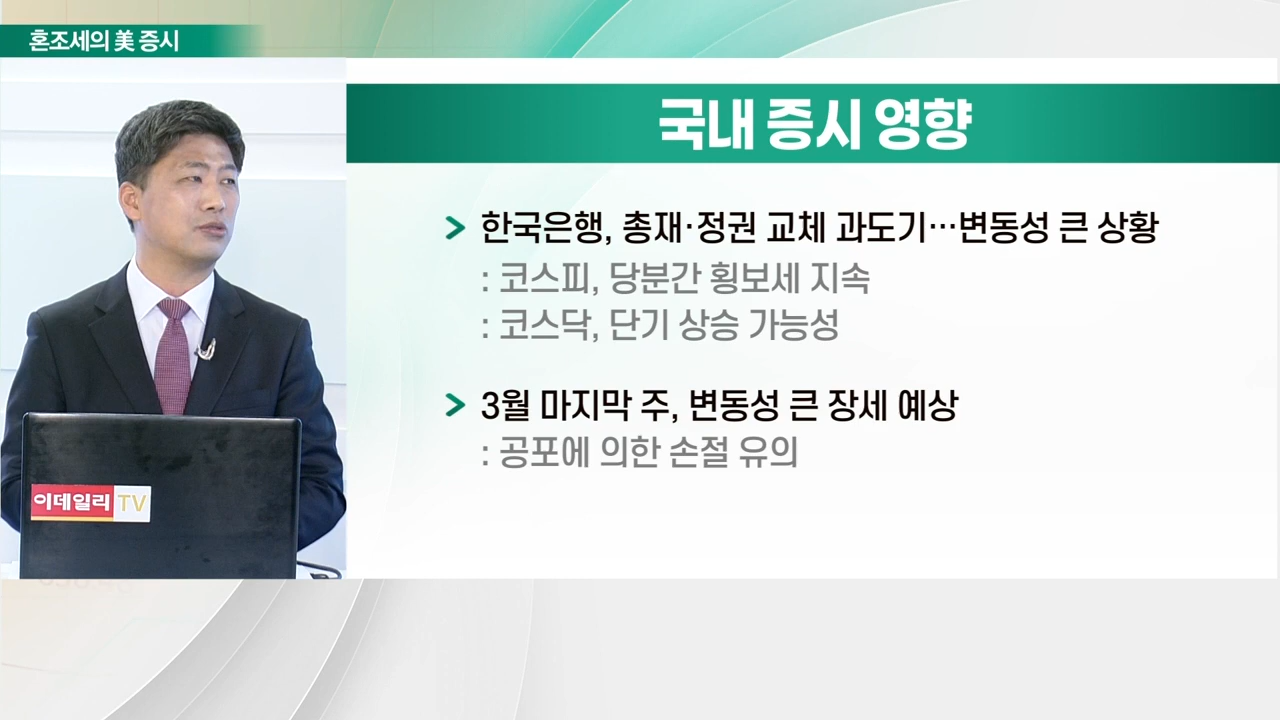 혼조세의 美 증시
국내 증시 영향
> 한국은행, 총재·정권 교체 과도기…변동성 큰 상황
: 코스피, 당분간 횡보세 지속
: 코스닥, 단기 상승 가능성
> 3월 마지막 주, 변동성 큰 장세 예상
: 공포에 의한 손절 유의
이데일리 TV